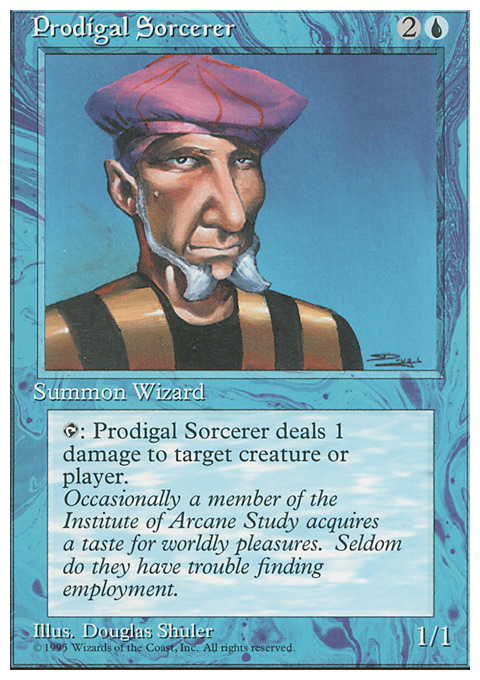 Prodigal Sorcerer 2
Summon Wizard
: Prodigal Sorcerer deals 1
damage to target creature or
player.
Occasionally a member of the
Institute of Arcane Study acquires
a taste for worldly pleasures. Seldom
do they have trouble finding
employment.
Illus. Douglas Shuler
© 1995 Wizards of the Coast, Inc. All rights reserved.
1/1